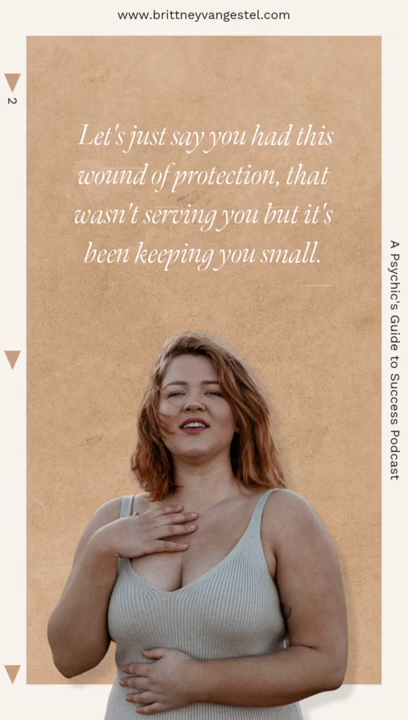 www.brittneyvangestel.com
2
Let's just say you had this
wound of protection, that
wasn't serving you but it's
been keeping you small.
A Psychic's Guide to Success Podcast